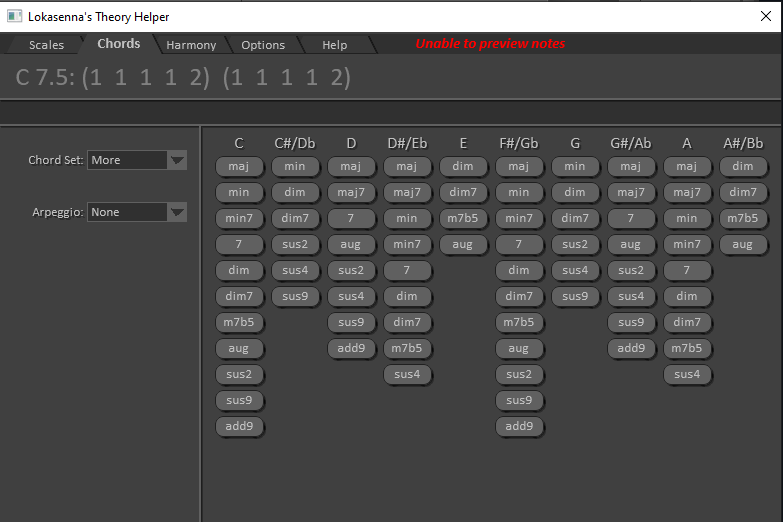 Lokasenna's Theory Helper
Scales Chords Harmony Options Help Unable to preview notes
C 7.5: (1 1 1 1 2) (1 1 1 1 2)
C C#/Db D D#/Eb E F#/Gb G G#/Ab A A#/Bb
Chord Set: More
maj min maj maj dim maj min maj maj dim
min dim maj7 maj7 dim7 min dim maj7 maj7 dim7
min7 dim7 7 min m7b5 min7 dim7 7 min m7b5
Arpeggio: None
7 sus2 aug min7 aug 7 sus2 aug min7 aug
dim sus4 sus2 7 dim sus4 sus2 7
dim7 sus9 sus4 dim dim7 sus9 sus4 dim
m7b5 sus9 dim7 m7b5 sus9 dim7
aug add9 m7b5 aug add9 m7b5
sus2 sus4 sus2 sus4
sus9 sus9
add9 add9